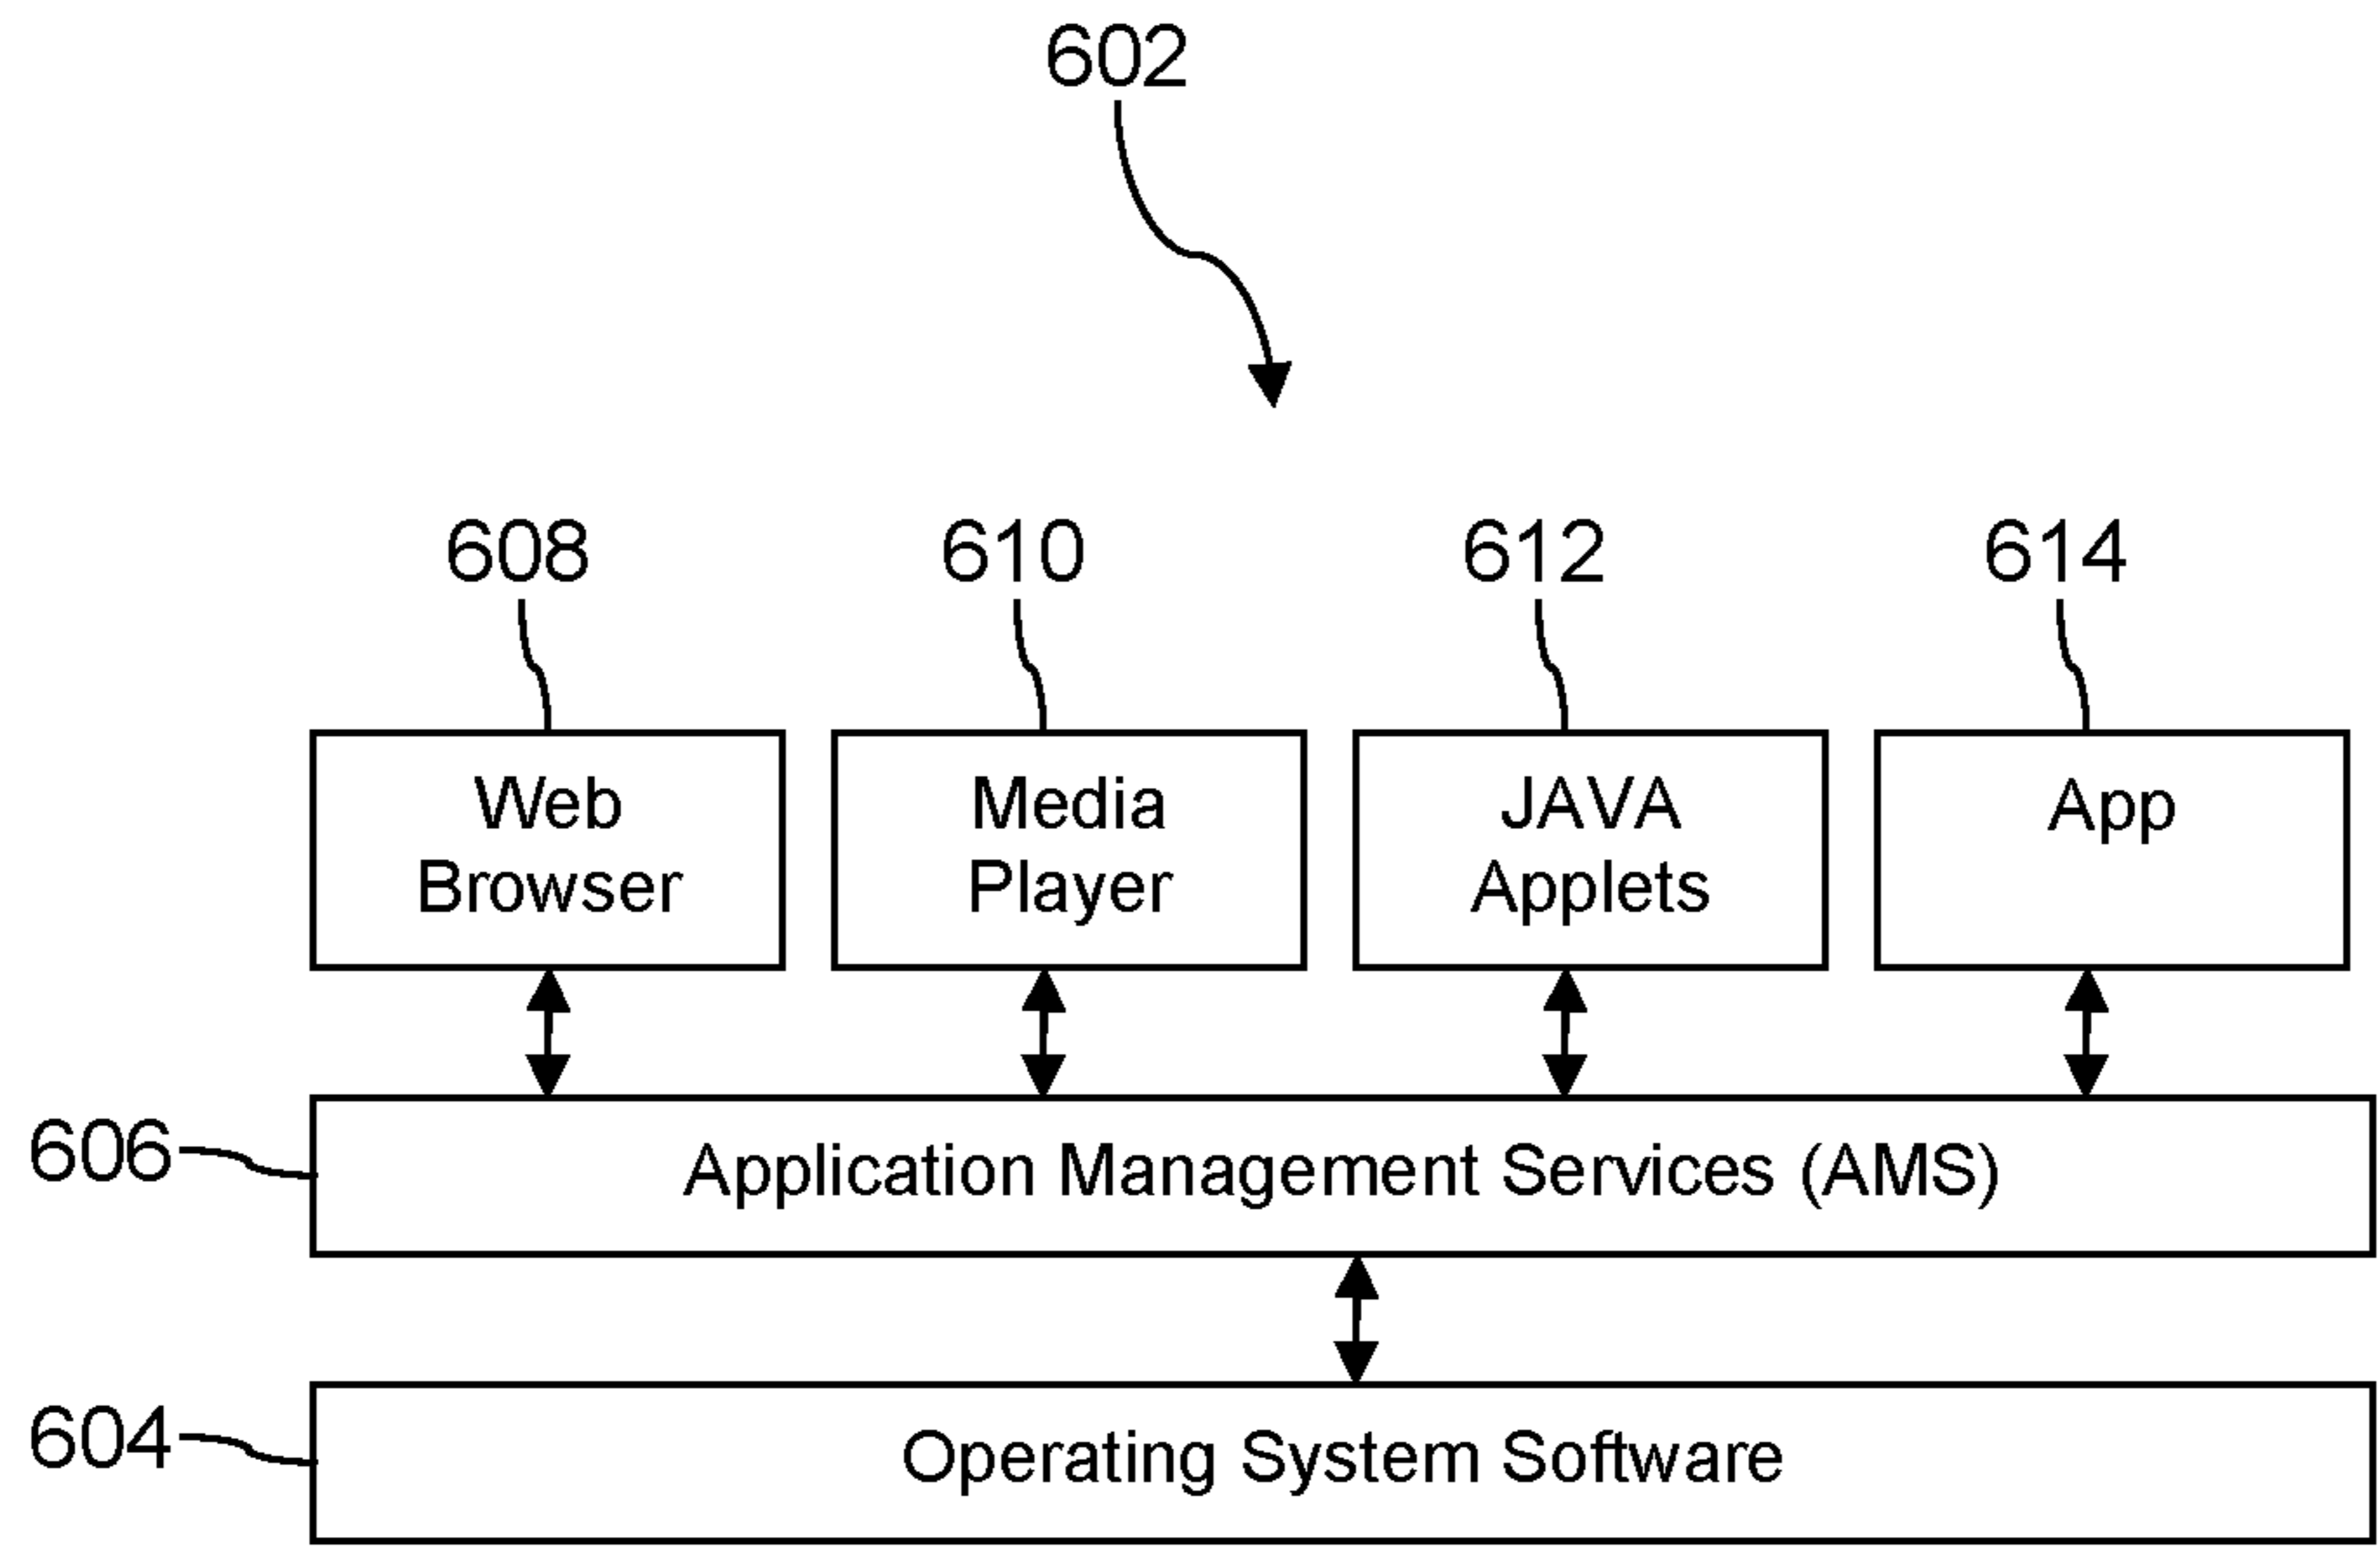 602
608
610
612
614
Web
Browser
Media
Player
JAVA
Applets
App
606
Application Management Services (AMS)
604
Operating System Software